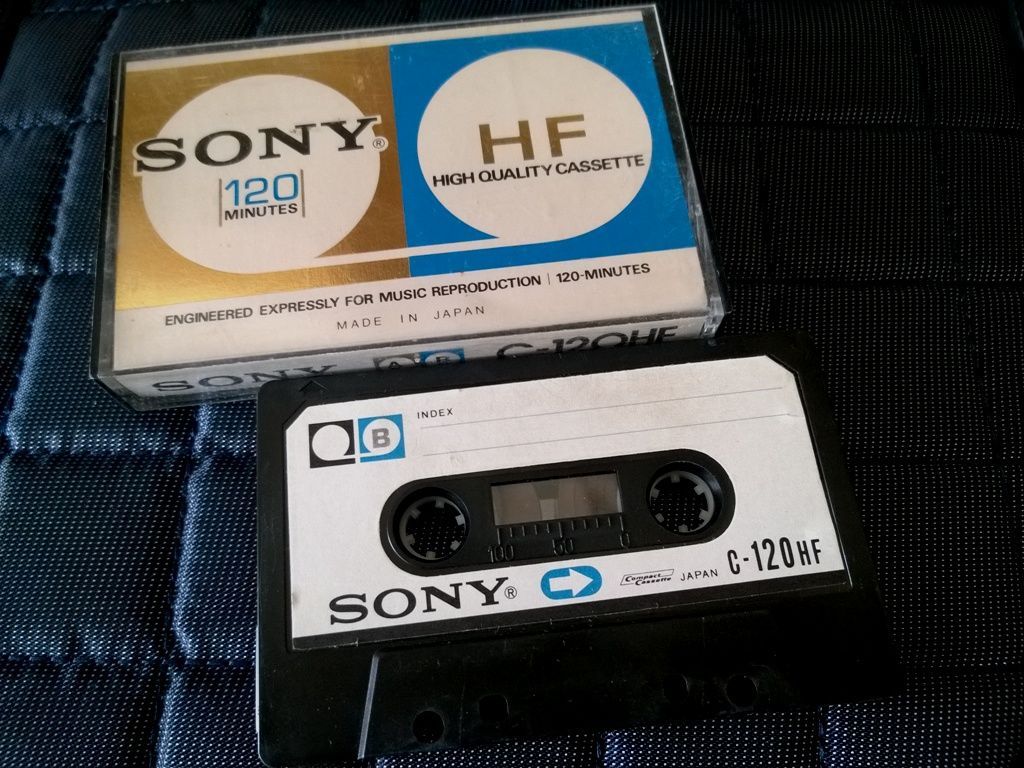 SONY®
120
MINUTES
HF
HIGH QUALITY CASSETTE
ENGINEERED EXPRESSLY FOR MUSIC REPRODUCTION | 120-MINUTES
MADE IN JAPAN
SONY A B C-120HF
B INDEX
100 50 0
SONY® Compact Cassette JAPAN C-120HF